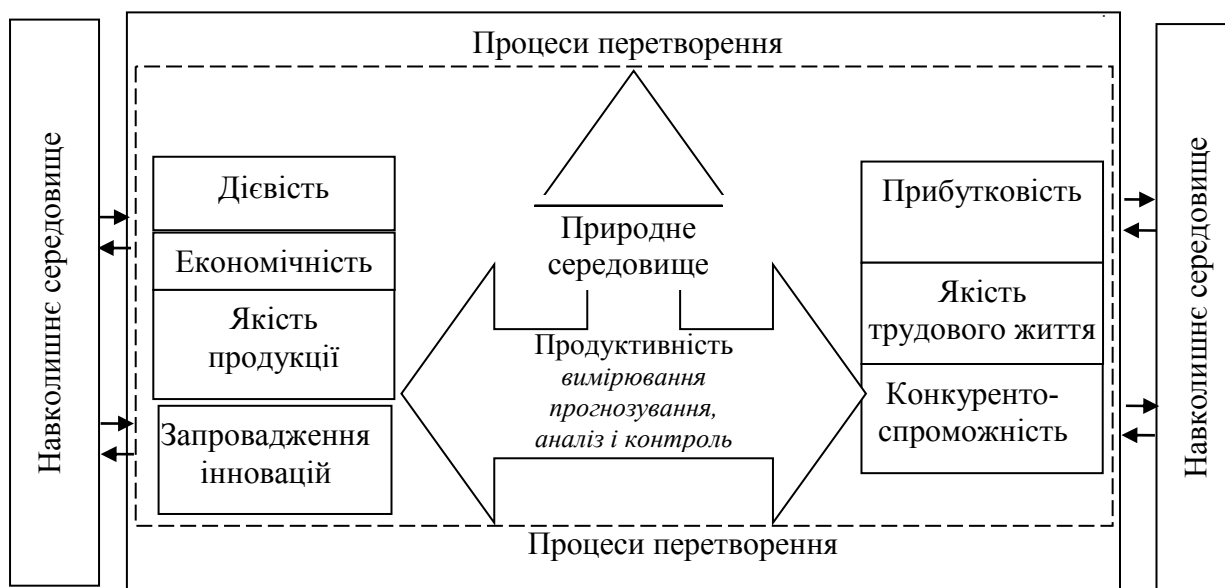 Процеси перетворення
Навколишнє середовище
Дієвість
Економічність
Якість
продукції
Запровадження
інновацій
Природне
середовище
Продуктивність
вимірювання
прогнозування,
аналіз і контроль
Прибутковість
Якість
трудового життя
Конкуренто-
спроможність
Навколишнє середовище
Процеси перетворення